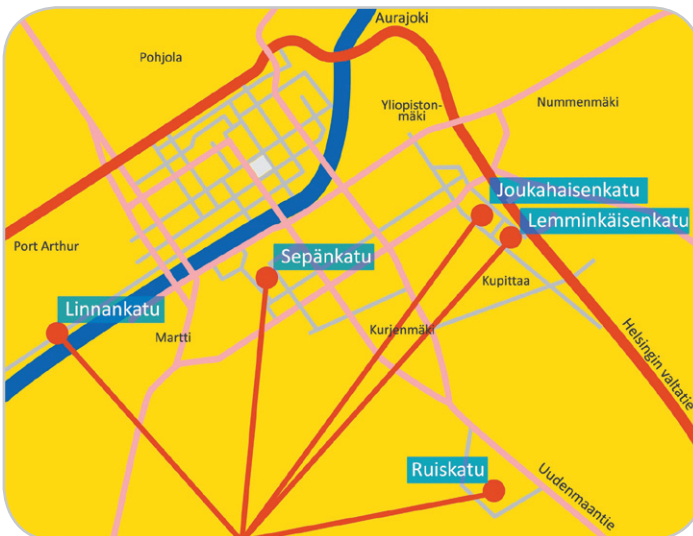 Aurajoki
Pohjola
Yliopiston-
mäki
Nummenmäki
Joukahaisenkatu
Lemminkäisenkatu
Port Arthur
Sepänkatu
Kupittaa
Linnankatu
Martti
Kurjenmäki
Helsingin valtatie
Ruiskatu
Uudenmaantie